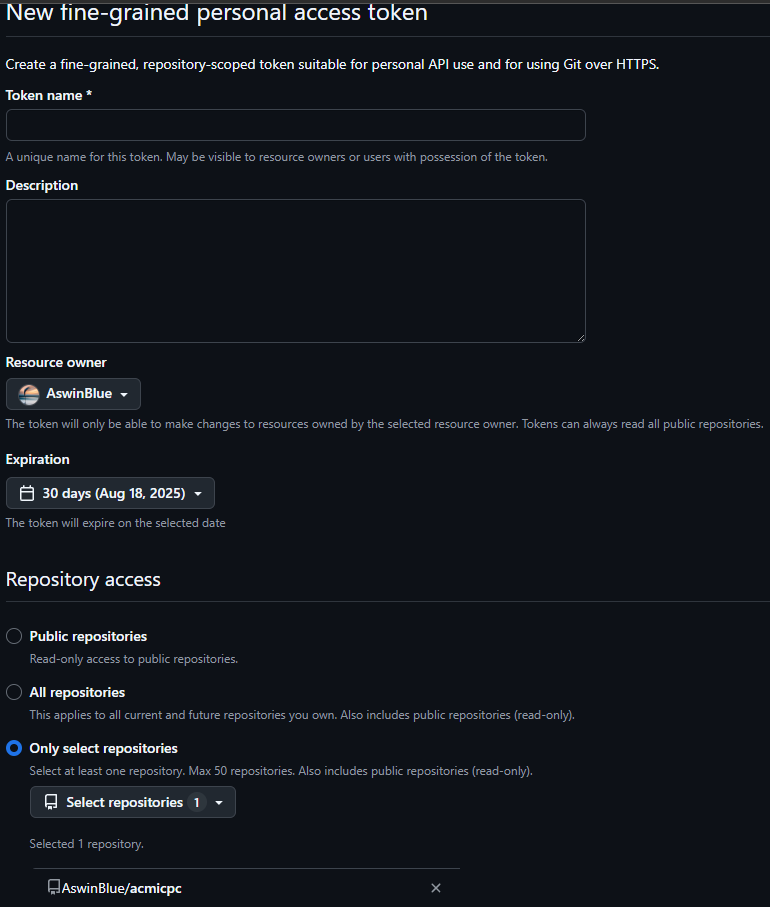 New fine-grained personal access token
Create a fine-grained, repository-scoped token suitable for personal API use and for using Git over HTTPS.
Token name *
A unique name for this token. May be visible to resource owners or users with possession of the token.
Description
Resource owner
AswinBlue
The token will only be able to make changes to resources owned by the selected resource owner. Tokens can always read all public repositories.
Expiration
30 days (Aug 18, 2025)
The token will expire on the selected date
Repository access
Public repositories
Read-only access to public repositories.
All repositories
This applies to all current and future repositories you own. Also includes public repositories (read-only).
Only select repositories
Select at least one repository. Max 50 repositories. Also includes public repositories (read-only).
Select repositories 1
Selected 1 repository.
AswinBlue/acmicpc